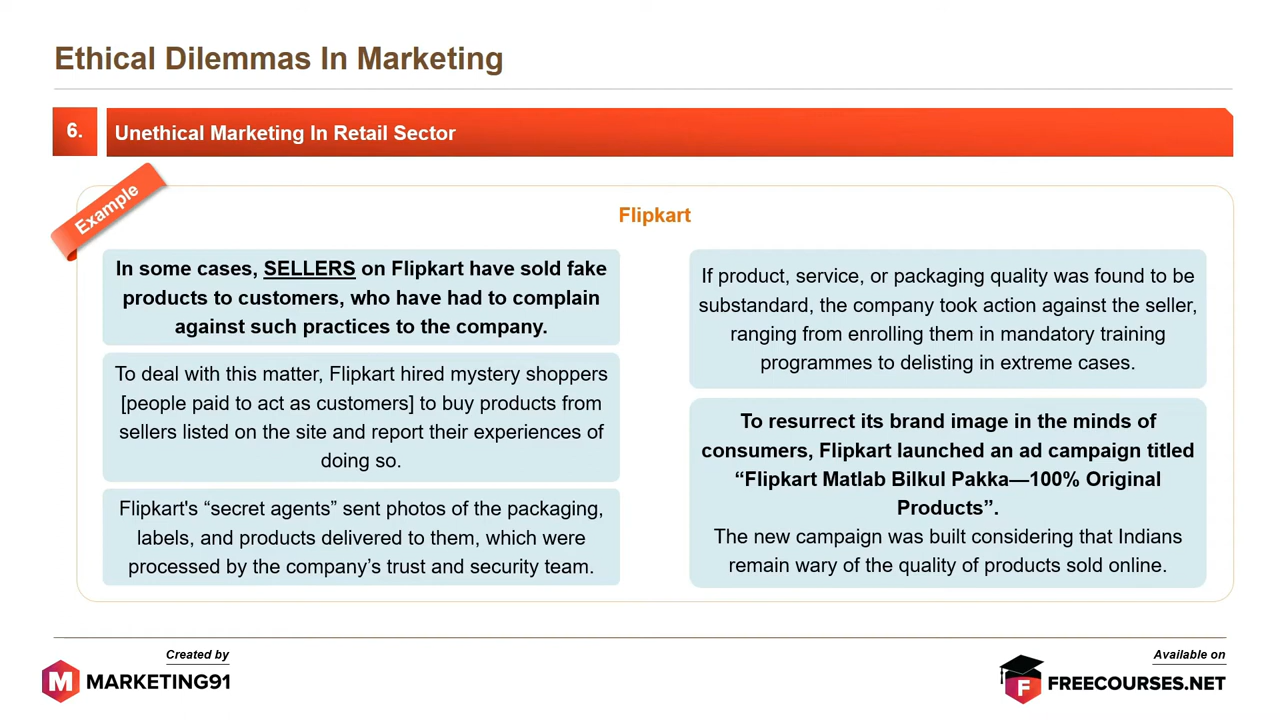 Ethical Dilemmas In Marketing
6.
Unethical Marketing In Retail Sector
Example
Flipkart
In some cases, SELLERS on Flipkart have sold fake
products to customers, who have had to complain
against such practices to the company.
To deal with this matter, Flipkart hired mystery shoppers
[people paid to act as customers] to buy products from
sellers listed on the site and report their experiences of
doing so.
Flipkart's “secret agents” sent photos of the packaging,
labels, and products delivered to them, which were
processed by the company’s trust and security team.
If product, service, or packaging quality was found to be
substandard, the company took action against the seller,
ranging from enrolling them in mandatory training
programmes to delisting in extreme cases.
To resurrect its brand image in the minds of
consumers, Flipkart launched an ad campaign titled
“Flipkart Matlab Bilkul Pakka—100% Original
Products”.
The new campaign was built considering that Indians
remain wary of the quality of products sold online.
Created by
M MARKETING91
Available on
F FREECOURSES.NET